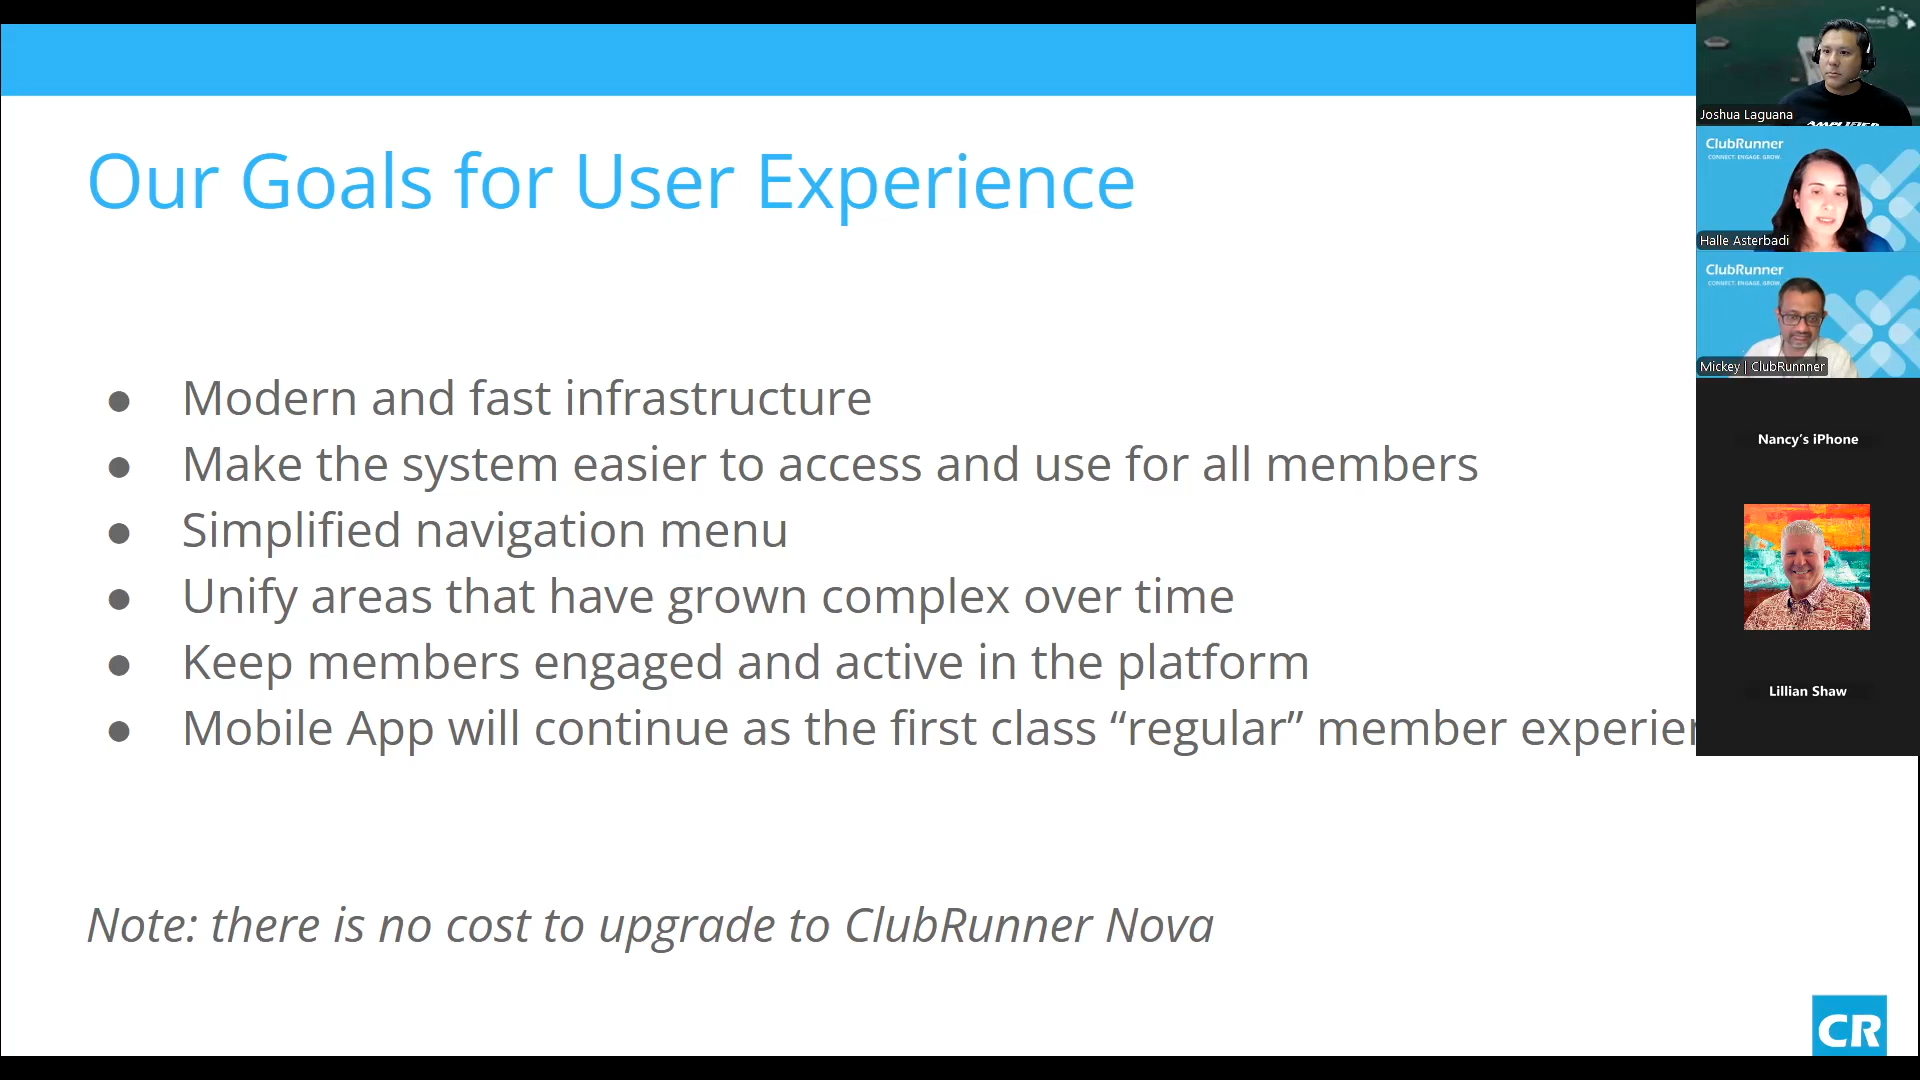 Our Goals for User Experience
● Modern and fast infrastructure
● Make the system easier to access and use for all members
● Simplified navigation menu
● Unify areas that have grown complex over time
● Keep members engaged and active in the platform
● Mobile App will continue as the first class “regular” member experien
Note: there is no cost to upgrade to ClubRunner Nova
CR
Joshua Laguana
ClubRunner
CONNECT. ENGAGE. GROW.
Halle Asterbadi
ClubRunner
CONNECT. ENGAGE. GROW.
Mickey | ClubRunnner
Nancy’s iPhone
Lillian Shaw